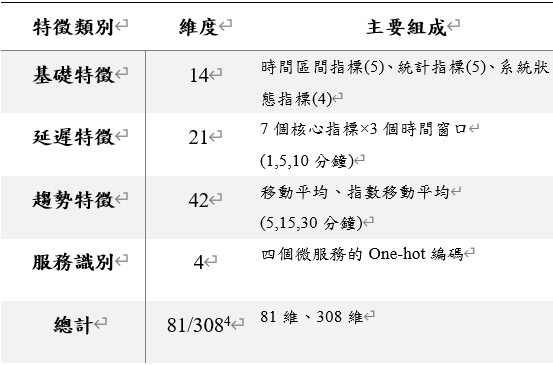 特徵類別 維度 主要組成
基礎特徵 14 時間區間指標(5)、統計指標(5)、系統狀
態指標(4)
延遲特徵 21 7 個核心指標×3 個時間窗口
(1,5,10 分鐘)
趨勢特徵 42 移動平均、指數移動平均
(5,15,30 分鐘)
服務識別 4 四個微服務的 One-hot 編碼
總計 81/308⁴ 81 維、308 維